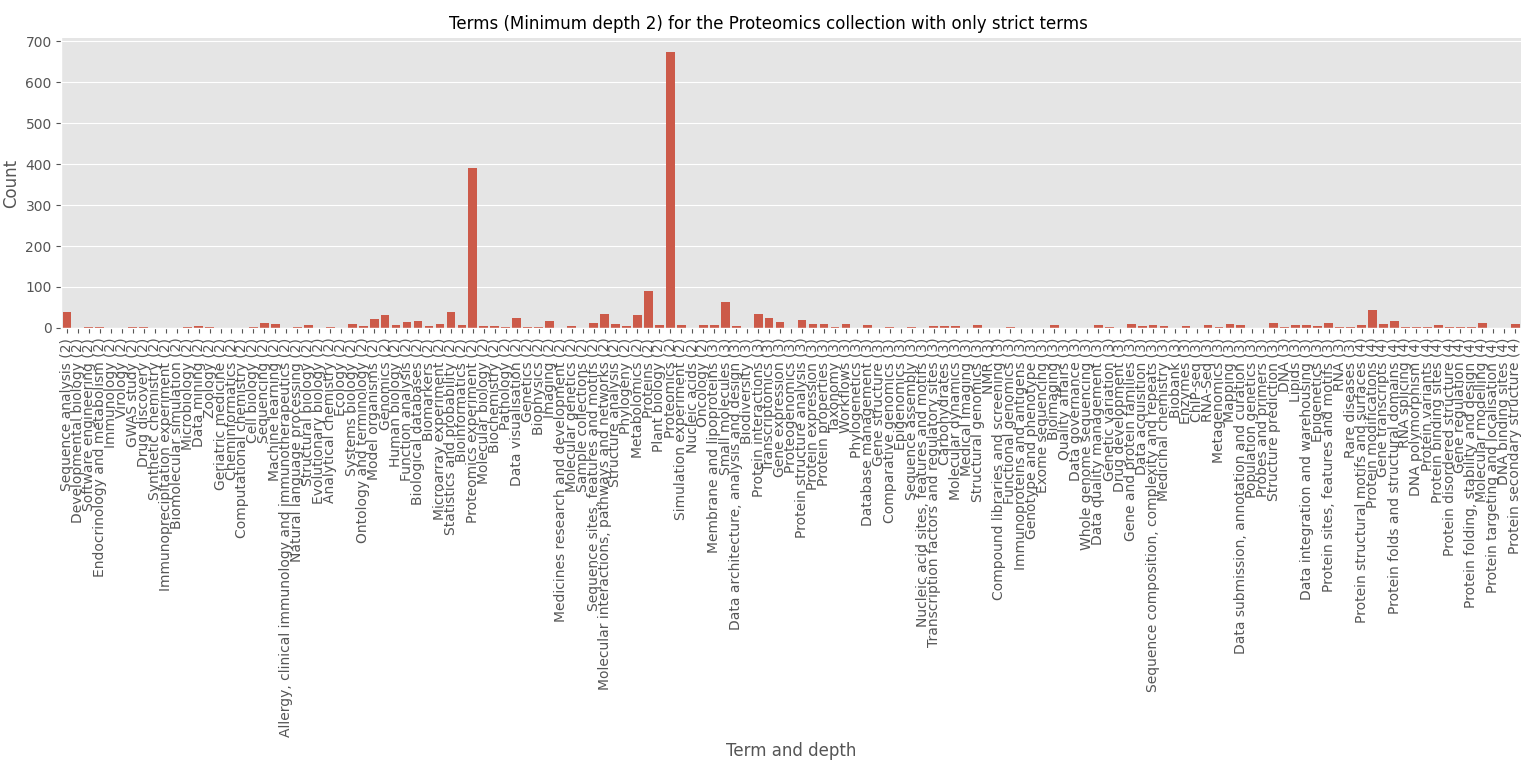 Terms (Minimum depth 2) for the Proteomics collection with only strict terms
Count
700
600
500
400
300
200
100
0
Sequence analysis (2)
Developmental biology (2)
Software engineering (2)
Endocrinology and metabolism (2)
Immunology (2)
Virology (2)
GWAS study (2)
Drug discovery (2)
Synthetic chemistry (2)
Immunoprecipitation experiment (2)
Biomolecular simulation (2)
Microbiology (2)
Data mining (2)
Zoology (2)
Geriatric medicine (2)
Cheminformatics (2)
Computational chemistry (2)
Cell biology (2)
Sequencing (2)
Machine learning (2)
Allergy, clinical immunology and immunotherapeutics (2)
Natural language processing (2)
Structural biology (2)
Evolutionary biology (2)
Analytical chemistry (2)
Ecology (2)
Systems biology (2)
Ontology and terminology (2)
Model organisms (2)
Genomics (2)
Human biology (2)
Function analysis (2)
Biological databases (2)
Biomarkers (2)
Microarray experiment (2)
Statistics and probability (2)
Bioinformatics (2)
Proteomics experiment (2)
Molecular biology (2)
Biochemistry (2)
Pathology (2)
Data visualisation (2)
Genetics (2)
Biophysics (2)
Imaging (2)
Medicines research and development (2)
Molecular genetics (2)
Sample collections (2)
Sequence sites, features and motifs (2)
Molecular interactions, pathways and networks (2)
Structure analysis (2)
Phylogeny (2)
Metabolomics (2)
Proteins (2)
Plant biology (2)
Proteomics (2)
Simulation experiment (2)
Nucleic acids (2)
Oncology (2)
Membrane and lipoproteins (3)
Small molecules (3)
Data architecture, analysis and design (3)
Biodiversity (3)
Protein interactions (3)
Transcriptomics (3)
Gene expression (3)
Proteogenomics (3)
Protein structure analysis (3)
Protein expression (3)
Protein properties (3)
Taxonomy (3)
Workflows (3)
Phylogenetics (3)
Database management (3)
Gene structure (3)
Comparative genomics (3)
Epigenomics (3)
Sequence assembly (3)
Nucleic acid sites, features and motifs (3)
Transcription factors and regulatory sites (3)
Carbohydrates (3)
Molecular dynamics (3)
Medical imaging (3)
Structural genomics (3)
NMR (3)
Compound libraries and screening (3)
Functional genomics (3)
Immunoproteins and antigens (3)
Genotype and phenotype (3)
Exome sequencing (3)
Bioimaging (3)
Quality affairs (3)
Data governance (3)
Whole genome sequencing (3)
Data quality management (3)
Genetic variation (3)
Drug development (3)
Gene and protein families (3)
Data acquisition (3)
Sequence composition, complexity and repeats (3)
Medicinal chemistry (3)
Biobank (3)
Enzymes (3)
ChIP-seq (3)
RNA-Seq (3)
Metagenomics (3)
Mapping (3)
Data submission, annotation and curation (3)
Population genetics (3)
Probes and primers (3)
Structure prediction (3)
DNA (3)
Lipids (3)
Data integration and warehousing (3)
Epigenetics (3)
Protein sites, features and motifs (3)
RNA (3)
Rare diseases (3)
Protein structural motifs and surfaces (4)
Protein modifications (4)
Gene transcripts (4)
Protein folds and structural domains (4)
RNA splicing (4)
DNA polymorphism (4)
Protein variants (4)
Protein binding sites (4)
Protein disordered structure (4)
Gene regulation (4)
Protein folding, stability and design (4)
Molecular modelling (4)
Protein targeting and localisation (4)
DNA binding sites (4)
Protein secondary structure (4)
Term and depth